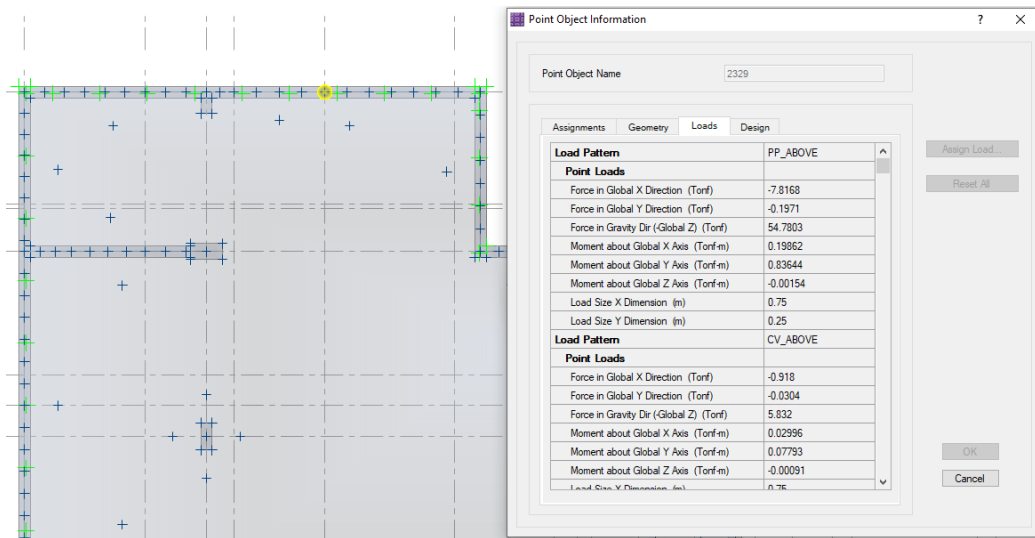 Point Object Information
? X
Point Object Name 2329
Assignments Geometry Loads Design
Load Pattern PP_ABOVE
Point Loads
Force in Global X Direction (Tonf) -7.8168
Force in Global Y Direction (Tonf) -0.1971
Force in Gravity Dir (-Global Z) (Tonf) 54.7803
Moment about Global X Axis (Tonf-m) 0.19862
Moment about Global Y Axis (Tonf-m) 0.83644
Moment about Global Z Axis (Tonf-m) -0.00154
Load Size X Dimension (m) 0.75
Load Size Y Dimension (m) 0.25
Load Pattern CV_ABOVE
Point Loads
Force in Global X Direction (Tonf) -0.918
Force in Global Y Direction (Tonf) -0.0304
Force in Gravity Dir (-Global Z) (Tonf) 5.832
Moment about Global X Axis (Tonf-m) 0.02996
Moment about Global Y Axis (Tonf-m) 0.07793
Moment about Global Z Axis (Tonf-m) -0.00091
Load Size X Dimension (m) 0.75
Assign Load...
Reset All
OK
Cancel